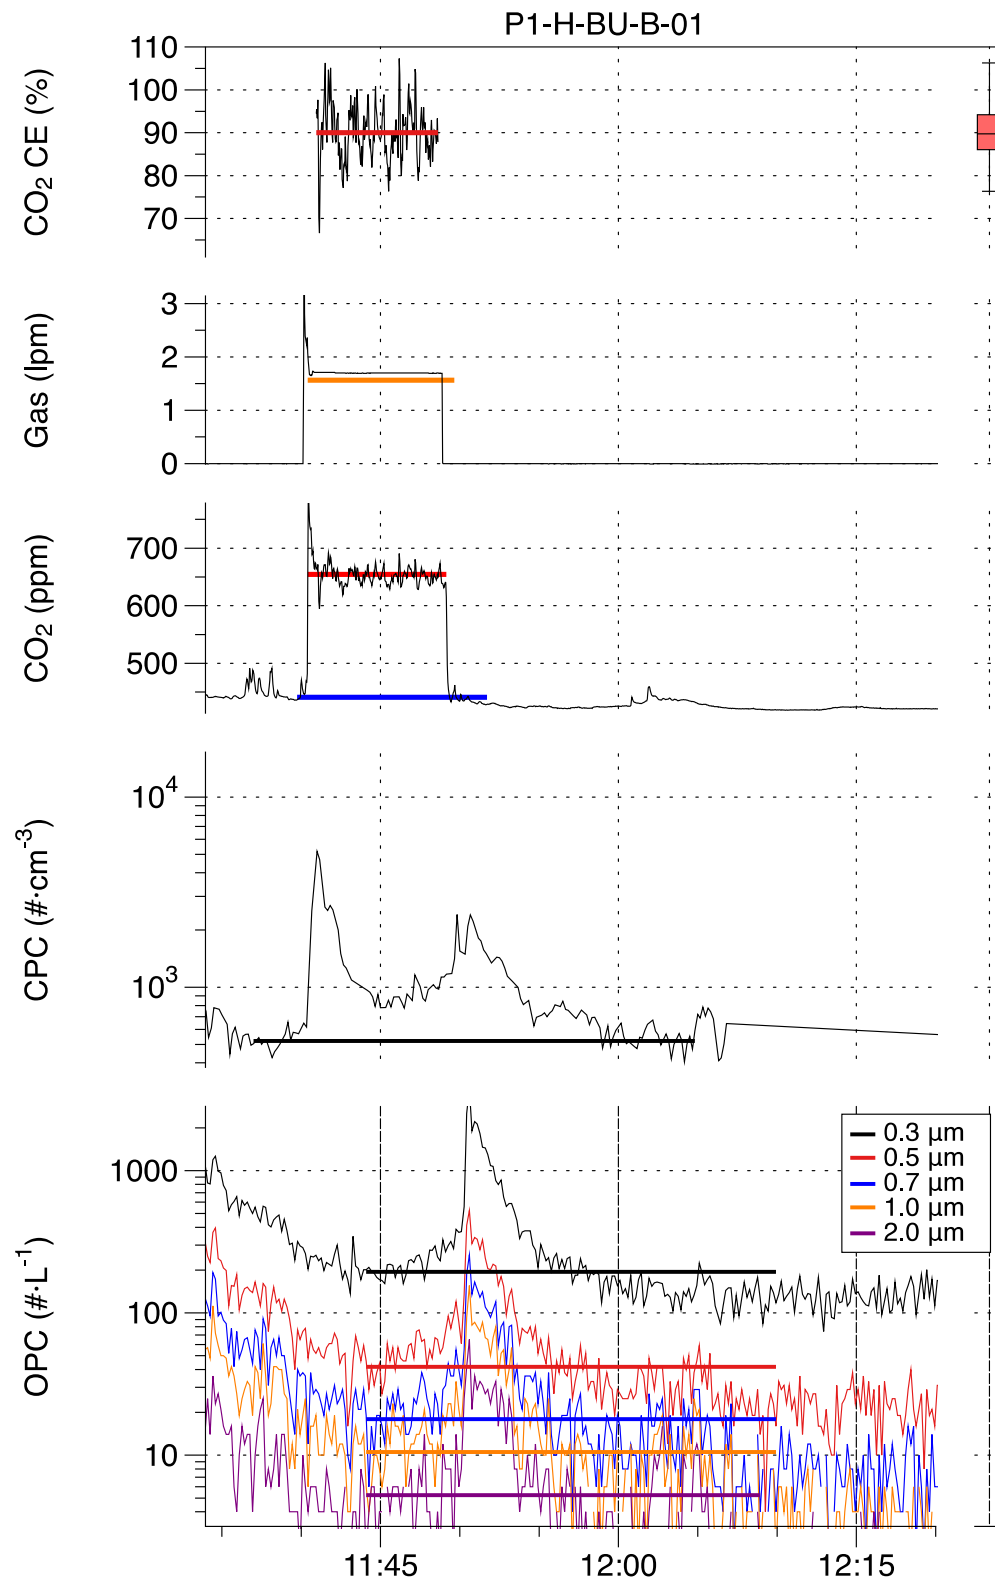 P1-H-BU-B-01
CO2 CE (%)
110
100
90
80
70
Gas (lpm)
3
2
1
0
CO2 (ppm)
700
600
500
CPC (#·cm-3)
10^4
10^3
OPC (#·L-1)
1000
100
10
0.3 µm
0.5 µm
0.7 µm
1.0 µm
2.0 µm
11:45
12:00
12:15